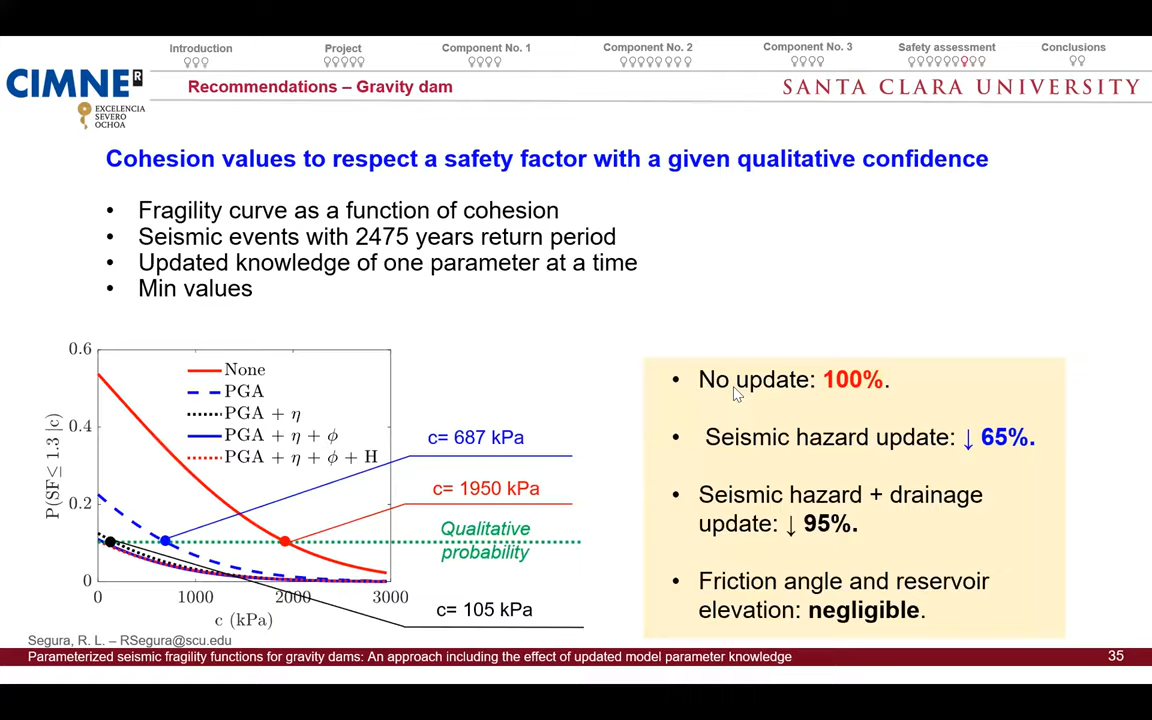 Introduction
Project
Component No. 1
Component No. 2
Component No. 3
Safety assessment
Conclusions
CIMNE R
EXCELENCIA
SEVERO
OCHOA
Recommendations – Gravity dam
SANTA CLARA UNIVERSITY
Cohesion values to respect a safety factor with a given qualitative confidence
• Fragility curve as a function of cohesion
• Seismic events with 2475 years return period
• Updated knowledge of one parameter at a time
• Min values
0.6
0.4
0.2
0
P(SF≤ 1.3 |c)
None
PGA
PGA + η
PGA + η + ϕ
PGA + η + ϕ + H
0
1000
2000
3000
c (kPa)
c= 687 kPa
c= 1950 kPa
Qualitative
probability
c= 105 kPa
• No update: 100%.
• Seismic hazard update: ↓ 65%.
• Seismic hazard + drainage
update: ↓ 95%.
• Friction angle and reservoir
elevation: negligible.
Segura, R. L. – RSegura@scu.edu
Parameterized seismic fragility functions for gravity dams: An approach including the effect of updated model parameter knowledge
35